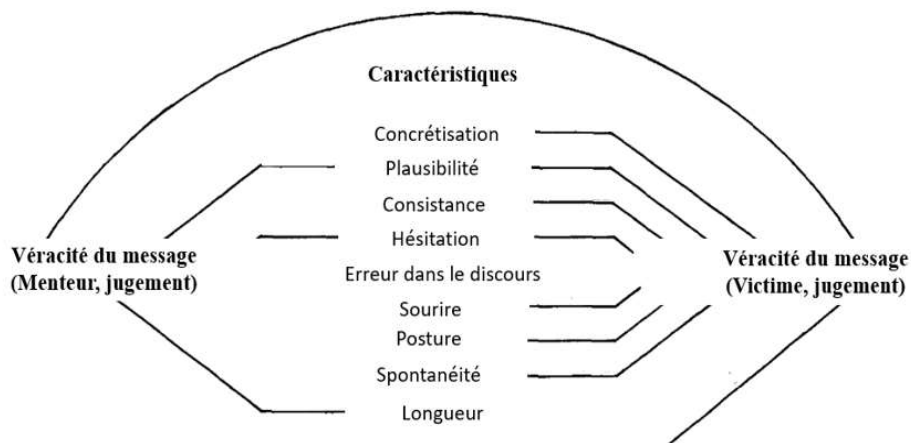 Caractéristiques
Concrétisation
Plausibilité
Consistance
Hésitation
Erreur dans le discours
Sourire
Posture
Spontanéité
Longueur
Véracité du message
(Menteur, jugement)
Véracité du message
(Victime, jugement)